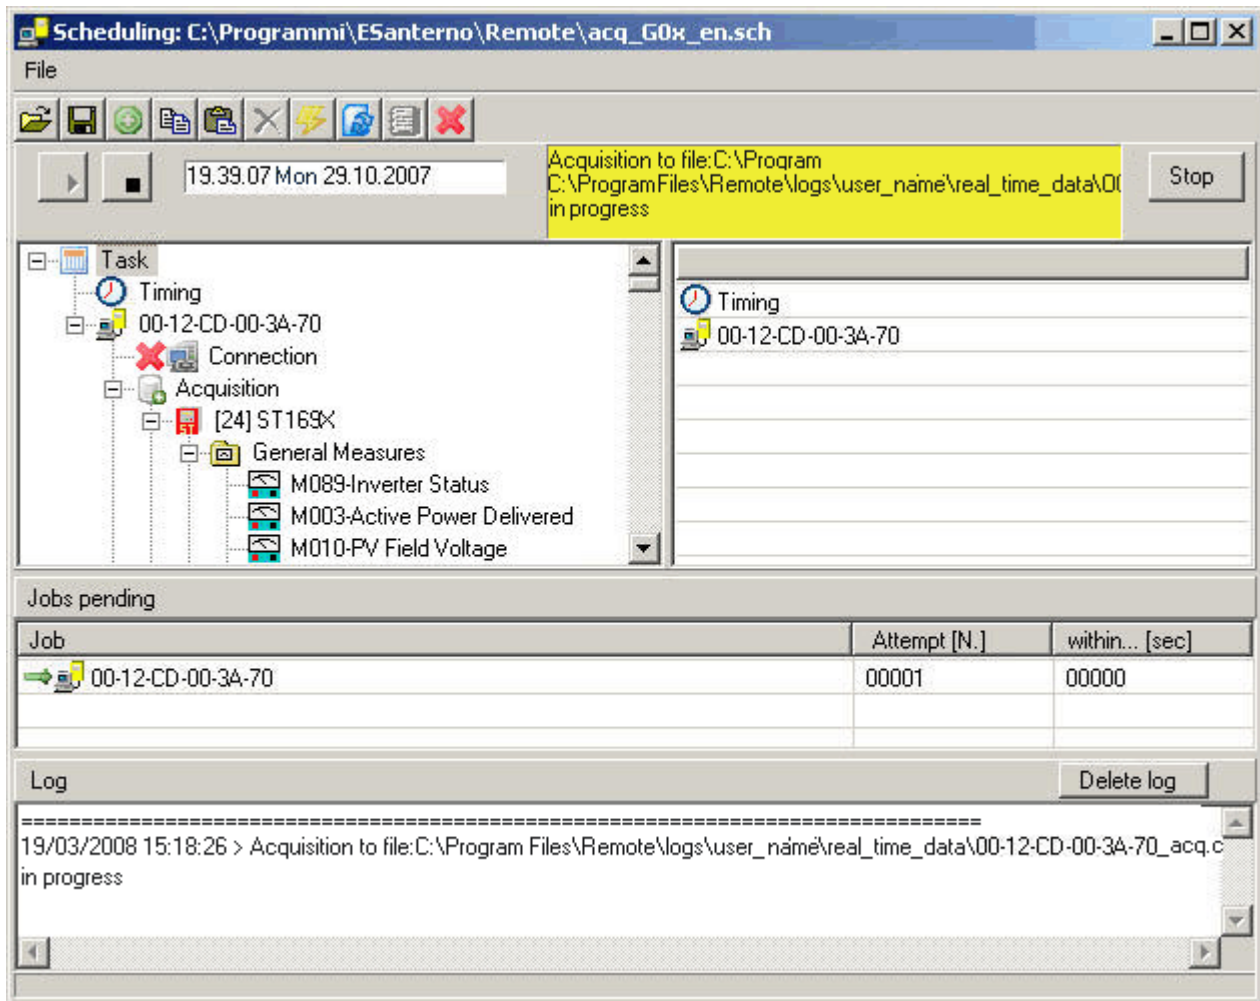 Scheduling: C:\Programmi\ESanterno\Remote\acq_G0x_en.sch
File
19.39.07 Mon 29.10.2007
Acquisition to file:C:\Program
C:\ProgramFiles\Remote\logs\user_name\real_time_data\00
in progress
Stop
Task
Timing
00-12-CD-00-3A-70
Connection
Acquisition
[24] ST169X
General Measures
M089-Inverter Status
M003-Active Power Delivered
M010-PV Field Voltage
Timing
00-12-CD-00-3A-70
Jobs pending
Job Attempt [N.] within... [sec]
00-12-CD-00-3A-70 00001 00000
Log Delete log
================================================================================
19/03/2008 15:18:26 > Acquisition to file:C:\Program Files\Remote\logs\user_name\real_time_data\00-12-CD-00-3A-70_acq.c
in progress